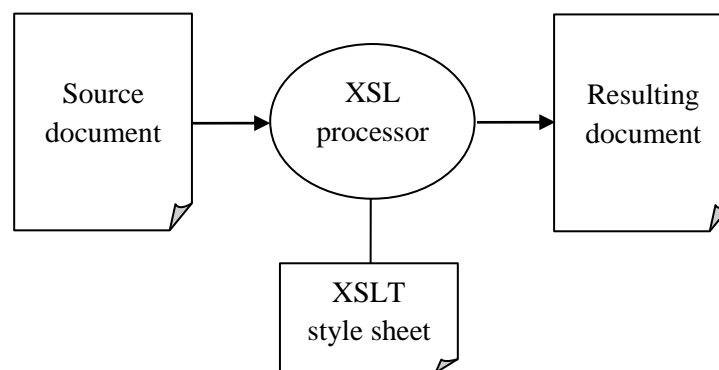 Source
document
XSL
processor
Resulting
document
XSLT
style sheet